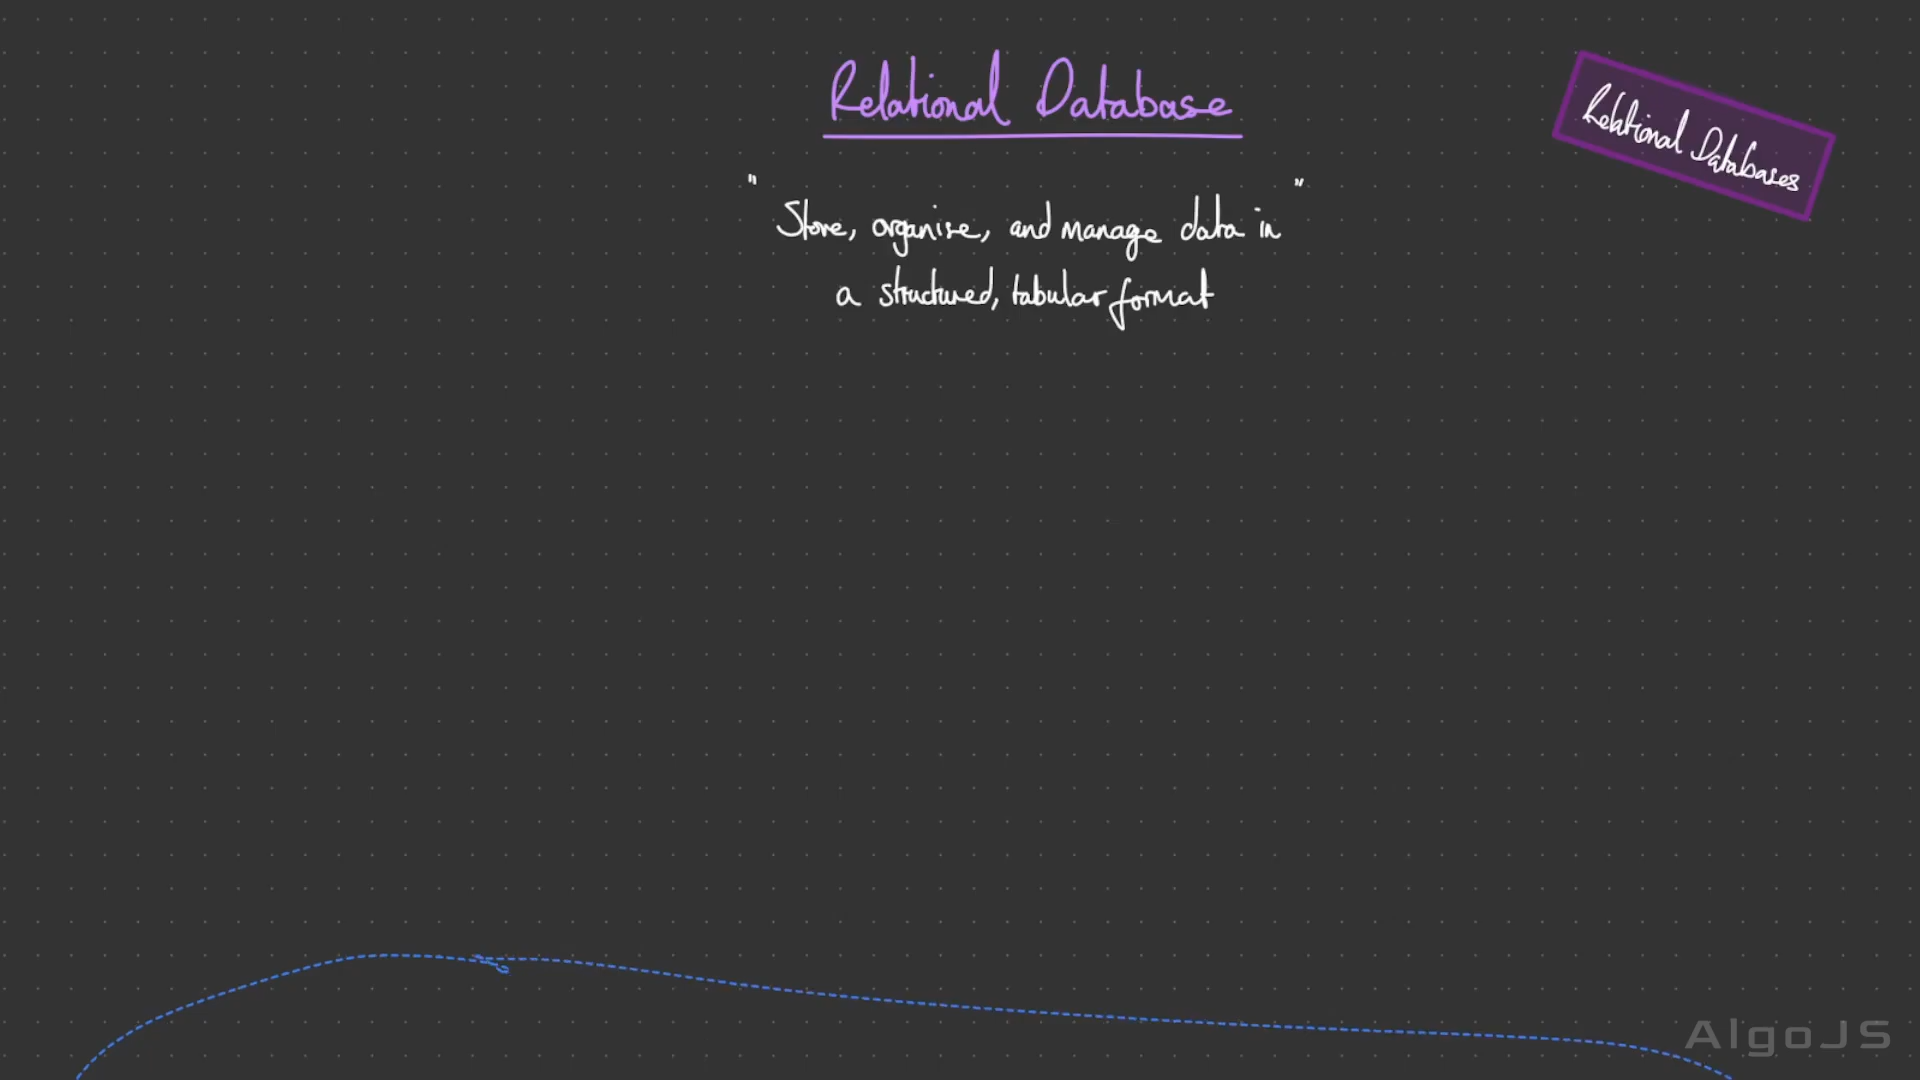 Relational Database
Relational Databases
"Store, organise, and manage data in
a structured, tabular format"
AlgoJS